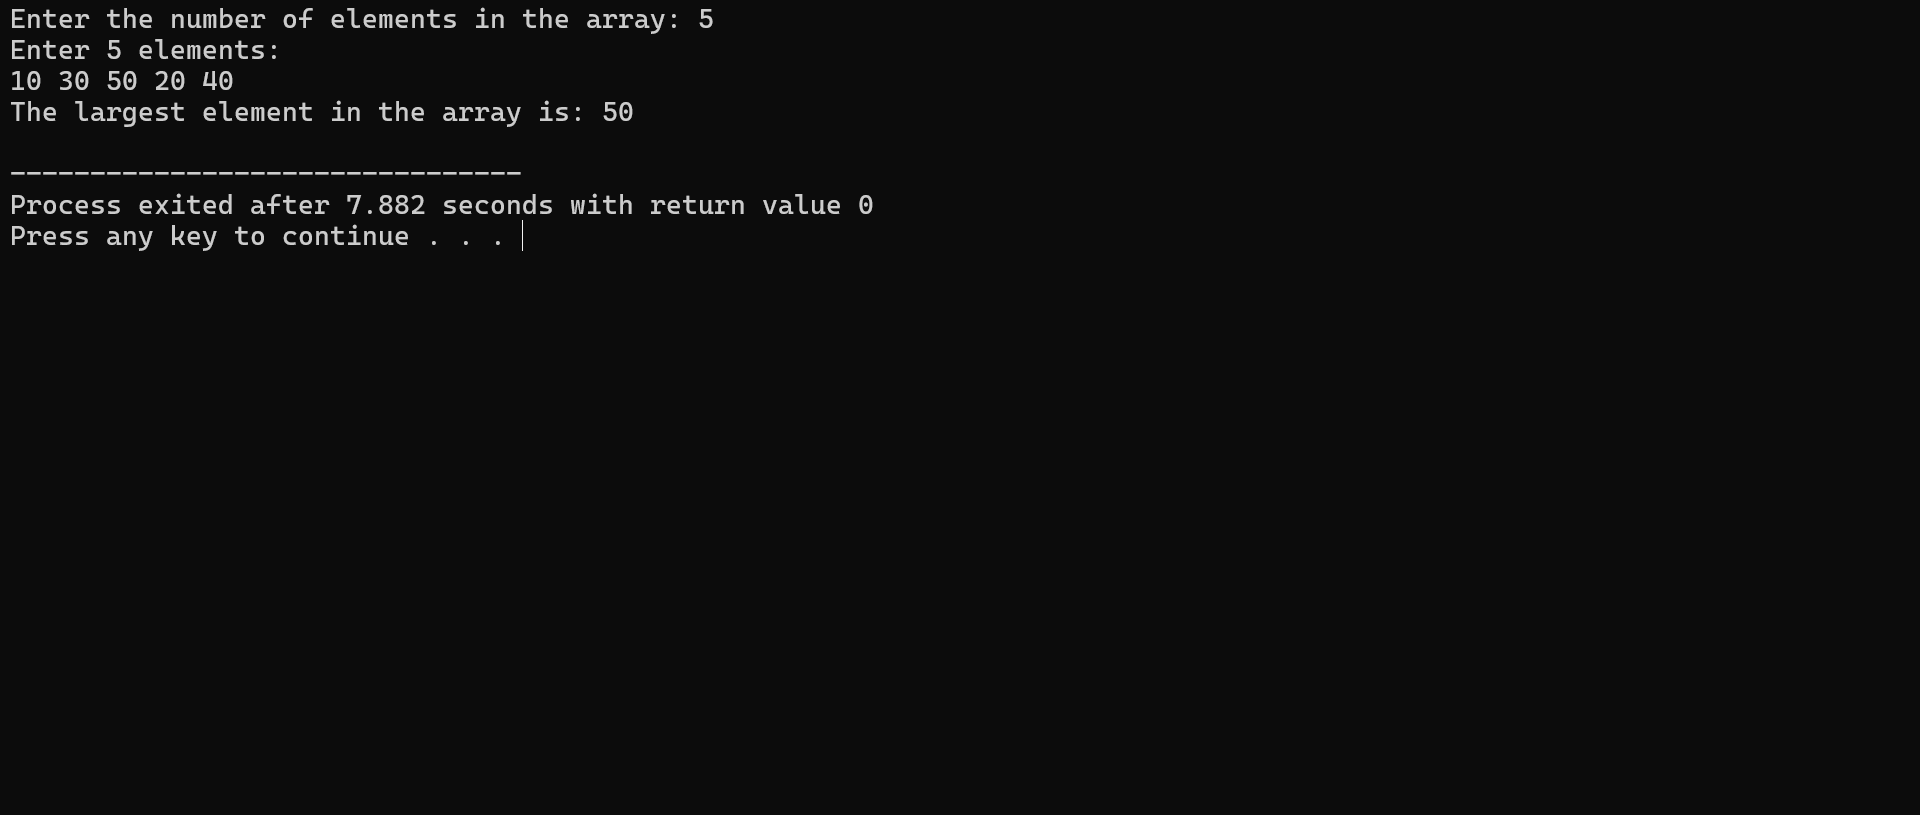 Enter the number of elements in the array: 5
Enter 5 elements:
10 30 50 20 40
The largest element in the array is: 50
--------------------------------
Process exited after 7.882 seconds with return value 0
Press any key to continue . . .